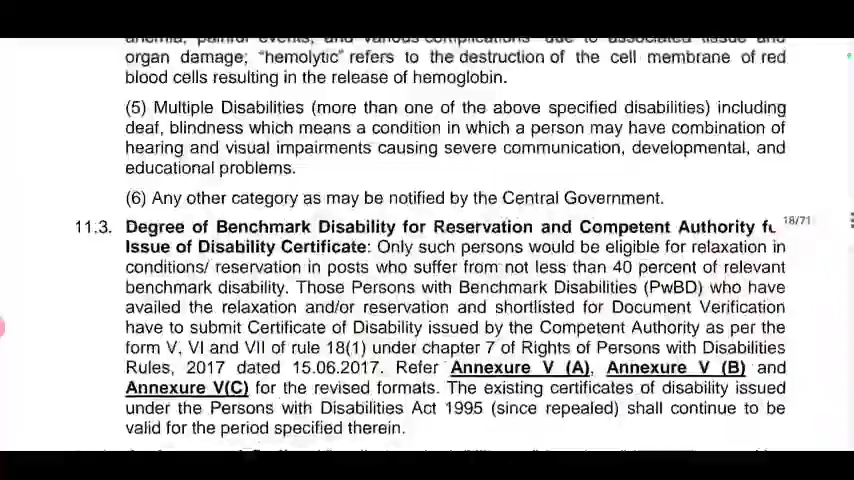 organ damage; "hemolytic" refers to the destruction of the cell membrane of red
blood cells resulting in the release of hemoglobin.
(5) Multiple Disabilities (more than one of the above specified disabilities) including
deaf, blindness which means a condition in which a person may have combination of
hearing and visual impairments causing severe communication, developmental, and
educational problems.
(6) Any other category as may be notified by the Central Government.
11.3. Degree of Benchmark Disability for Reservation and Competent Authority
18/71
Issue of Disability Certificate: Only such persons would be eligible for relaxation in
conditions/ reservation in posts who suffer from not less than 40 percent of relevant
benchmark disability. Those Persons with Benchmark Disabilities (PwBD) who have
availed the relaxation and/or reservation and shortlisted for Document Verification
have to submit Certificate of Disability issued by the Competent Authority as per the
form V, VI and VII of rule 18(1) under chapter 7 of Rights of Persons with Disabilities
Rules, 2017 dated 15.06.2017. Refer Annexure V (A), Annexure V (B) and
Annexure V(C) for the revised formats. The existing certificates of disability issued
under the Persons with Disabilities Act 1995 (since repealed) shall continue to be
valid for the period specified therein.